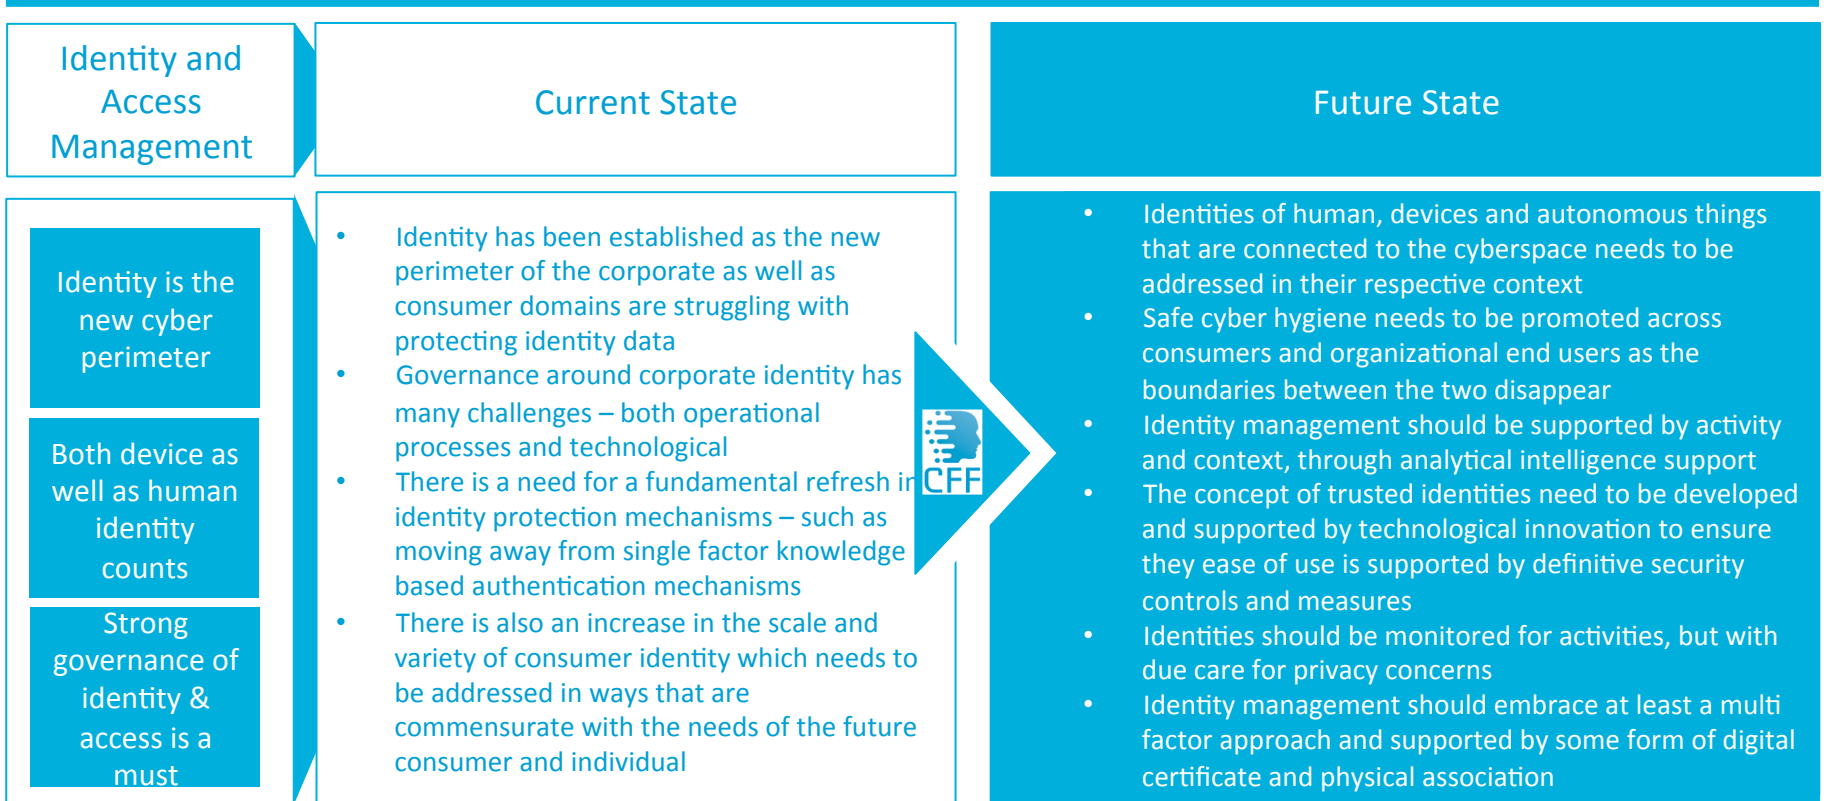 Identity and
Access
Management
Current State
Future State
Identity is the
new cyber
perimeter
Both device as
well as human
identity
counts
Strong
governance of
identity &
access is a
must
• Identity has been established as the new
perimeter of the corporate as well as
consumer domains are struggling with
protecting identity data
• Governance around corporate identity has
many challenges – both operational
processes and technological
• There is a need for a fundamental refresh in
identity protection mechanisms – such as
moving away from single factor knowledge
based authentication mechanisms
• There is also an increase in the scale and
variety of consumer identity which needs to
be addressed in ways that are
commensurate with the needs of the future
consumer and individual
CFF
• Identities of human, devices and autonomous things
that are connected to the cyberspace needs to be
addressed in their respective context
• Safe cyber hygiene needs to be promoted across
consumers and organizational end users as the
boundaries between the two disappear
• Identity management should be supported by activity
and context, through analytical intelligence support
• The concept of trusted identities need to be developed
and supported by technological innovation to ensure
they ease of use is supported by definitive security
controls and measures
• Identities should be monitored for activities, but with
due care for privacy concerns
• Identity management should embrace at least a multi
factor approach and supported by some form of digital
certificate and physical association